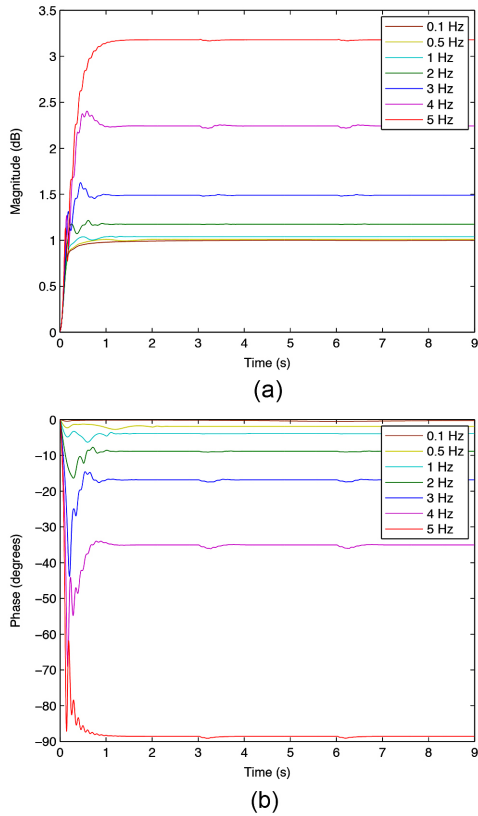 3.5
3
2.5
2
1.5
1
0.5
0
Magnitude (dB)
0.1 Hz
0.5 Hz
1 Hz
2 Hz
3 Hz
4 Hz
5 Hz
0 1 2 3 4 5 6 7 8 9
Time (s)
(a)
0
−10
−20
−30
−40
−50
−60
−70
−80
−90
Phase (degrees)
0.1 Hz
0.5 Hz
1 Hz
2 Hz
3 Hz
4 Hz
5 Hz
0 1 2 3 4 5 6 7 8 9
Time (s)
(b)